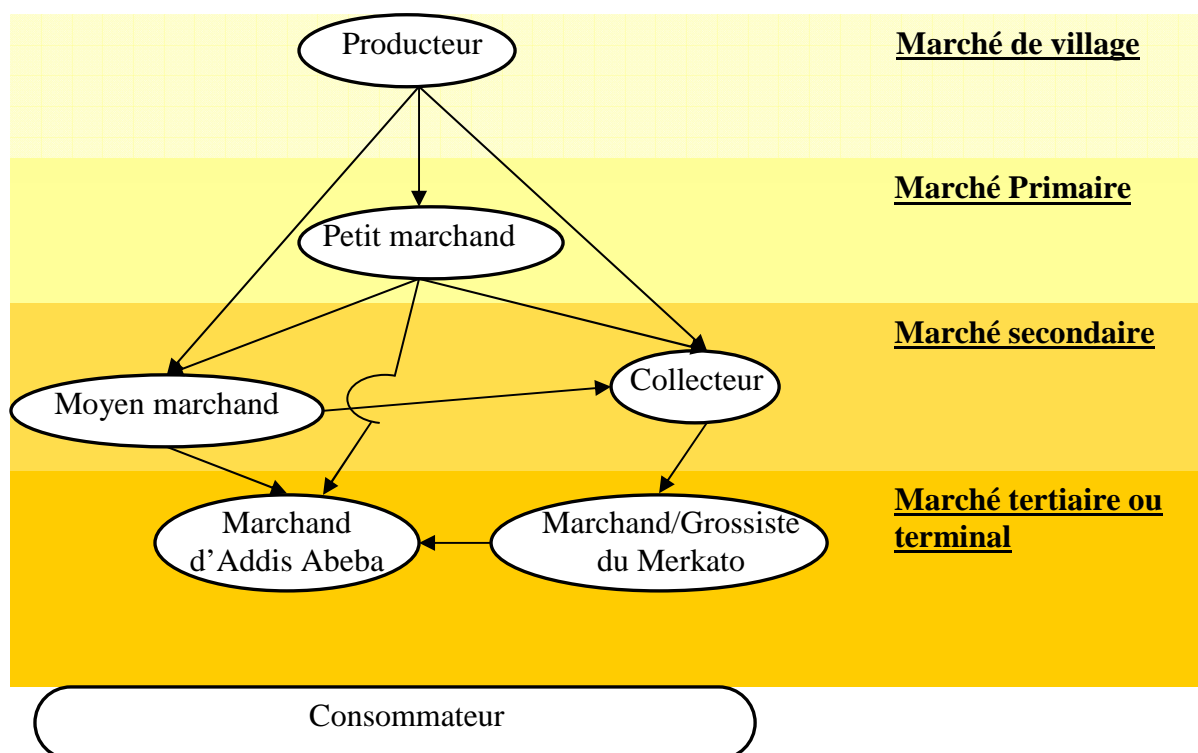 Producteur
Marché de village
Marché Primaire
Petit marchand
Marché secondaire
Collecteur
Moyen marchand
Marché tertiaire ou
terminal
Marchand
d’Addis Abeba
Marchand/Grossiste
du Merkato
Consommateur